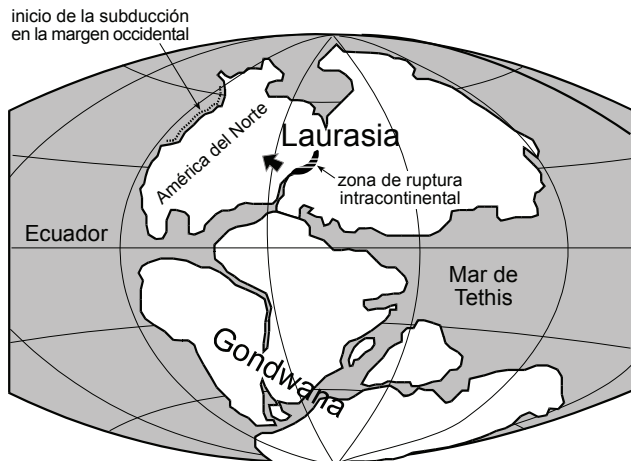 inicio de la subducción
en la margen occidental
América del Norte
Laurasia
zona de ruptura
intracontinental
Ecuador
Mar de
Tethis
Gondwana